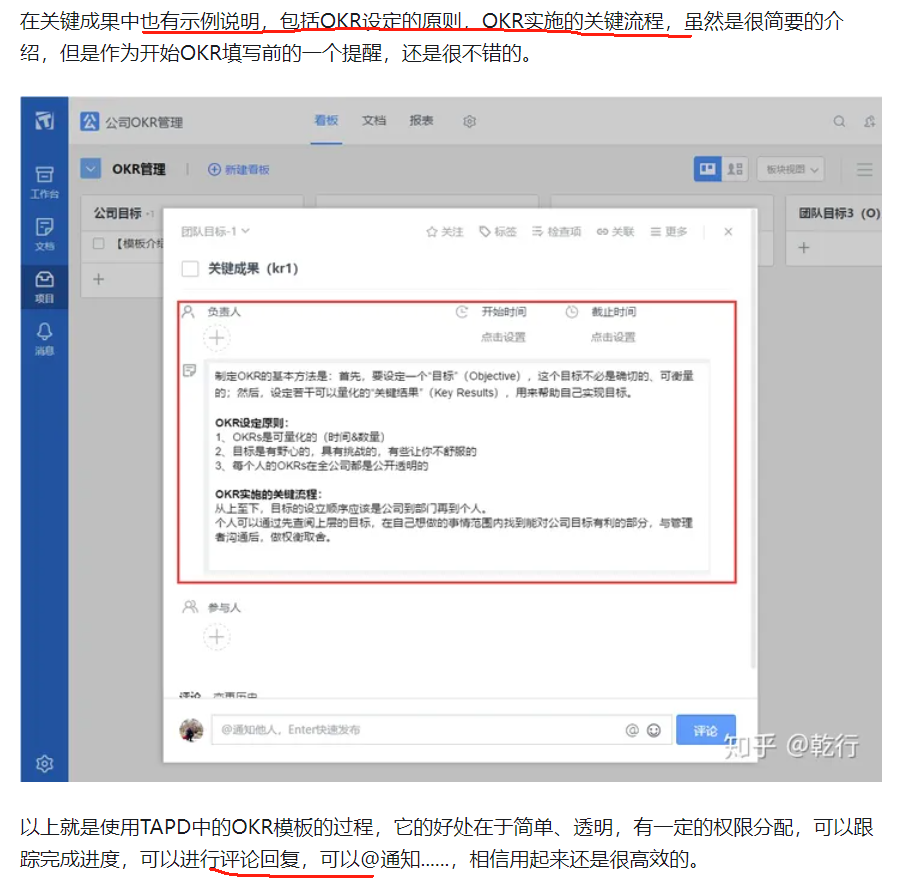 在关键成果中也有示例说明，包括OKR设定的原则，OKR实施的关键流程，虽然是很简要的介
绍，但是作为开始OKR填写前的一个提醒，还是很不错的。
公司OKR管理
看板 文档 报表
OKR管理
新建看板
板块视图
工作台
文档
项目
消息
公司目标
团队目标3（O）
团队目标-1
关注 标签 检查项 关联 更多
关键成果（kr1）
负责人 开始时间 截止时间
点击设置 点击设置
制定OKR的基本方法是：首先，要设定一个“目标”（Objective），这个目标不必是确切的、可衡量
的；然后，设定若干可以量化的“关键结果”（Key Results），用来帮助自己实现目标。
OKR设定原则：
1、OKRs是可量化的（时间&数量）
2、目标是有野心的，具有挑战的，有些让你不舒服的
3、每个人的OKRs在全公司都是公开透明的
OKR实施的关键流程：
从上至下，目标的设立顺序应该是公司到部门再到个人。
个人可以通过先查阅上层的目标，在自己想做的事情范围内找到能对公司目标有利的部分，与管理
者沟通后，做权衡取舍。
参与人
评论 变更历史
@通知他人，Enter快速发布
评论
知乎 @乾行
以上就是使用TAPD中的OKR模板的过程，它的好处在于简单、透明，有一定的权限分配，可以跟
踪完成进度，可以进行评论回复，可以@通知......，相信用起来还是很高效的。